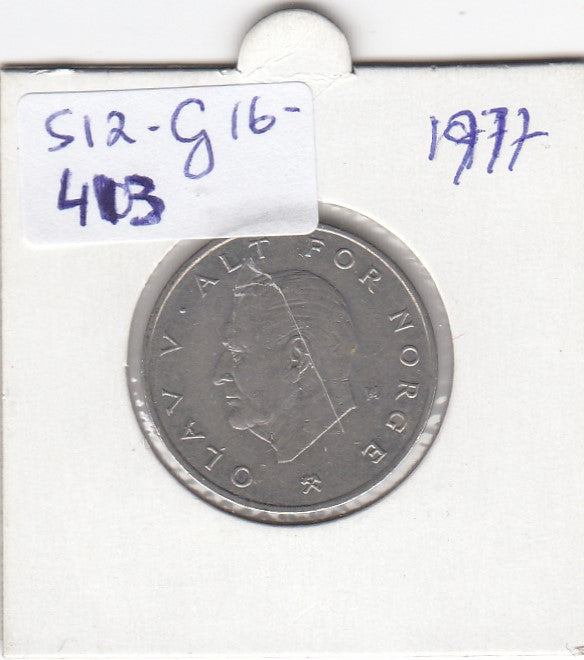 S12-G16-
403
1977
OLAV V · ALT FOR NORGE